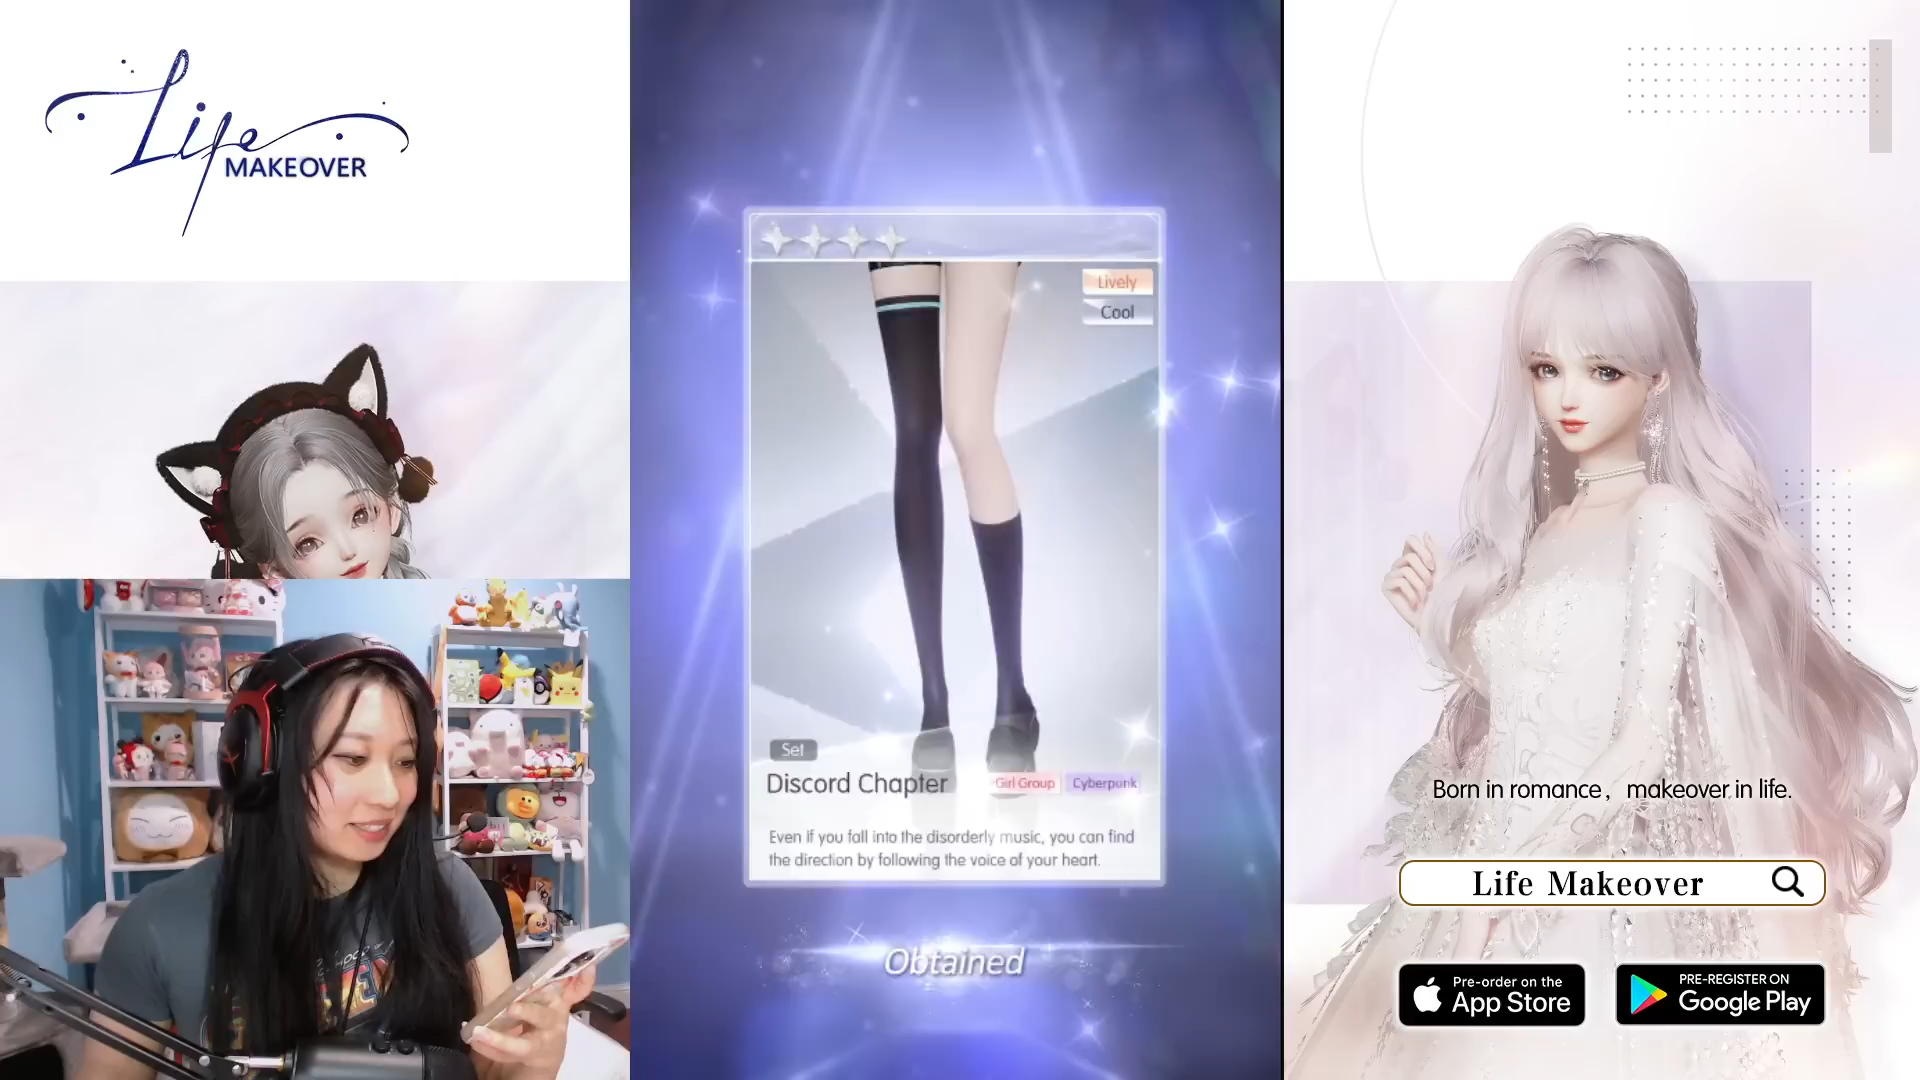 Life
MAKEOVER
Lively
Cool
Set
Discord Chapter
Girl Group
Cyberpunk
Even if you fall into the disorderly music, you can find
the direction by following the voice of your heart.
Obtained
Born in romance, makeover in life.
Life Makeover
Pre-order on the
App Store
PRE-REGISTER ON
Google Play